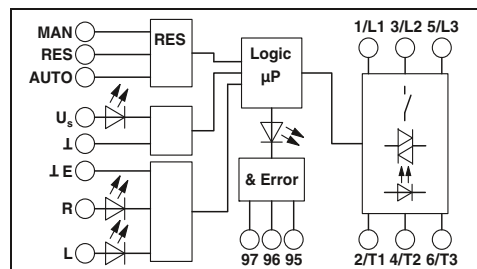 MAN
RES
AUTO
RES
Logic
µP
1/L1 3/L2 5/L3
Us
⊥
⊥ E
R
L
& Error
97 96 95
2/T1 4/T2 6/T3